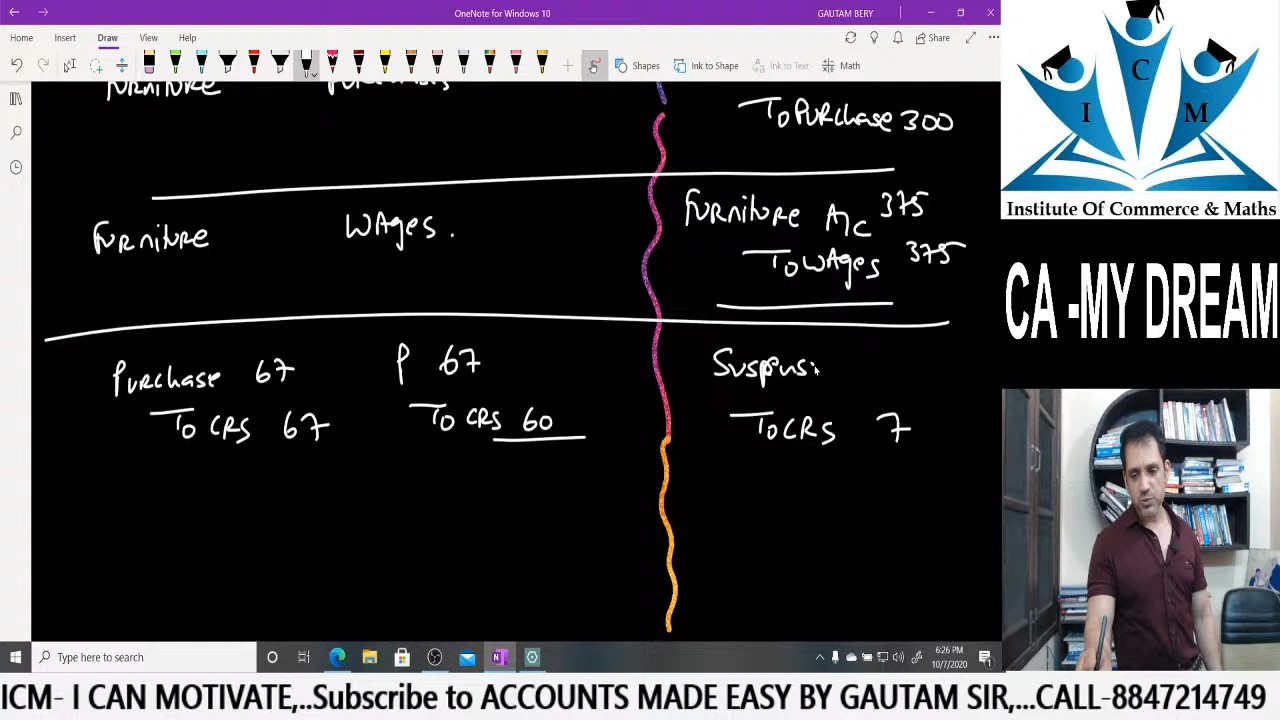 OneNote for Windows 10
GAUTAM BERY
Home Insert Draw View Help
Share
Shapes Ink to Shape Ink to Text Math
To Purchase 300
Furniture Wages.
Furniture A/c 375
To Wages 375
Purchase 67 P 67 Suspens
To CRS 67 To CRS 60 To CRS 7
I C M
Institute Of Commerce & Maths
CA -MY DREAM
Type here to search
6:26 PM
10/7/2020
ICM- I CAN MOTIVATE,..Subscribe to ACCOUNTS MADE EASY BY GAUTAM SIR,...CALL-8847214749